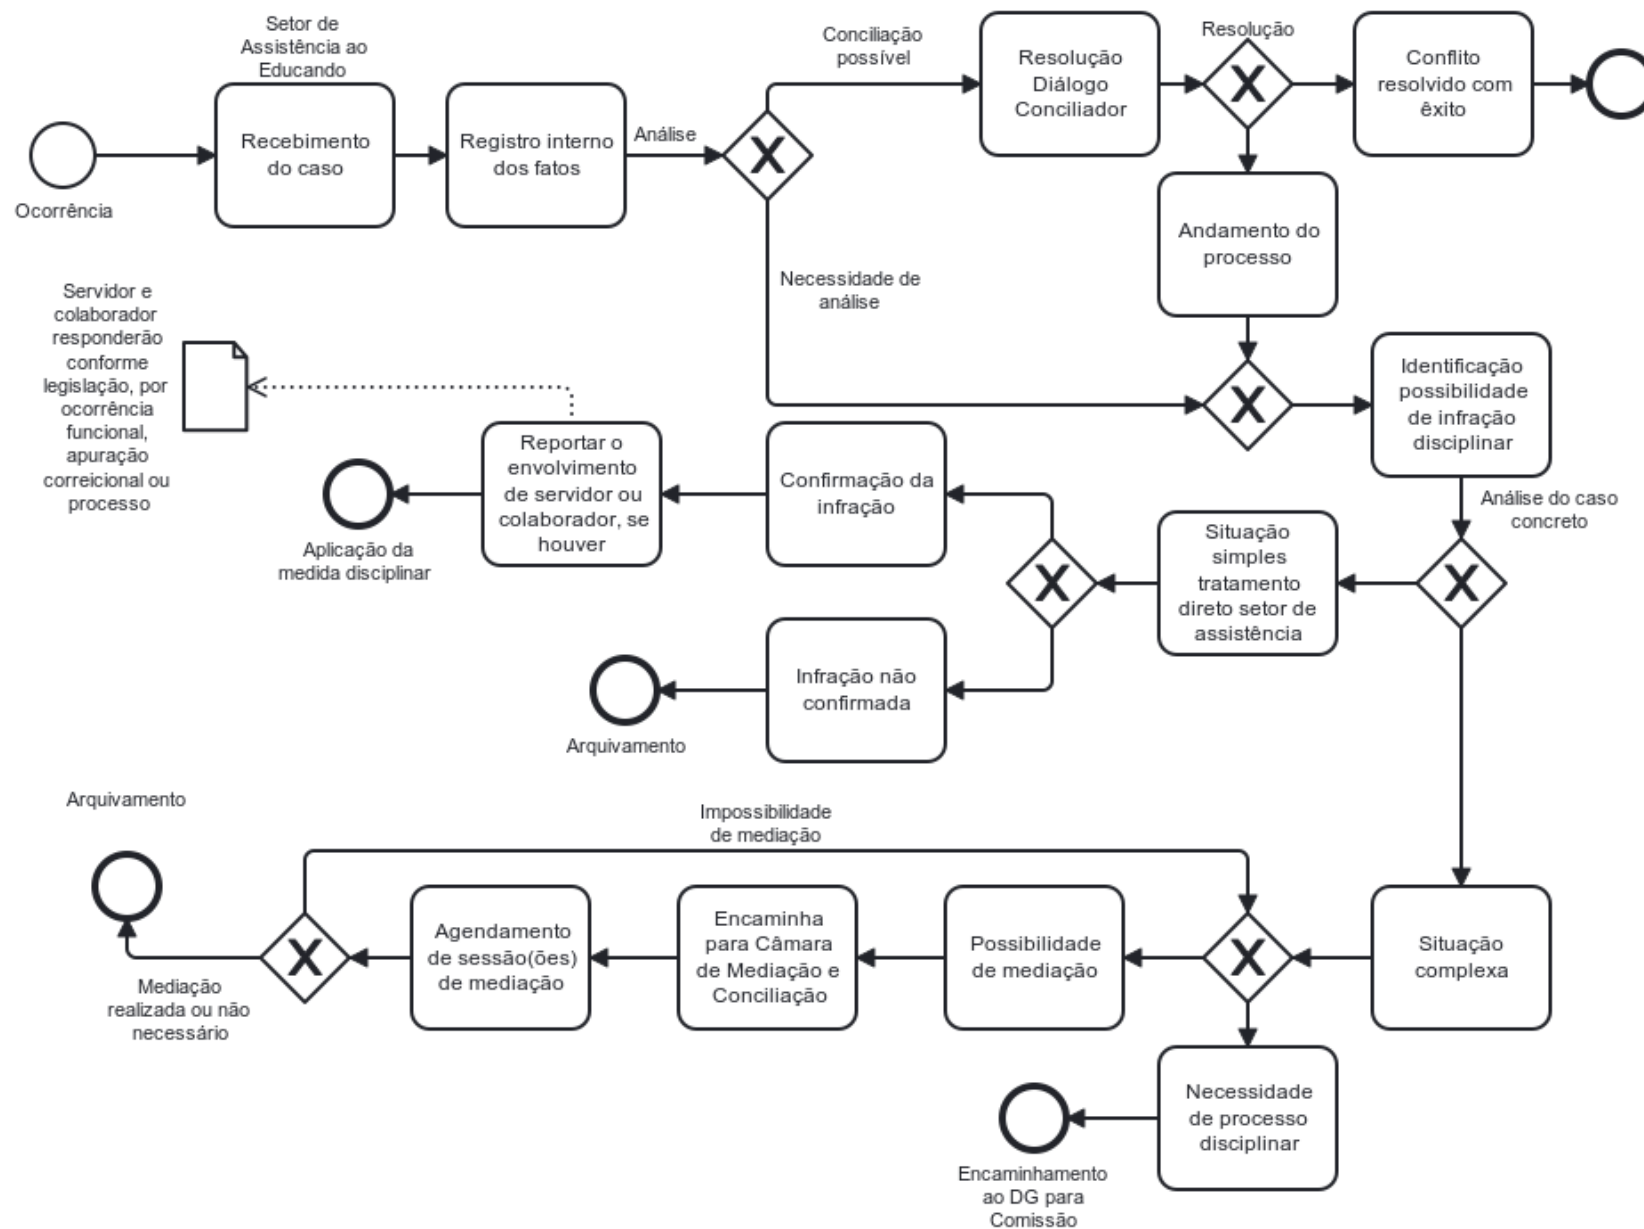 Setor de
Assistência ao
Educando
Recebimento
do caso
Ocorrência
Registro interno
dos fatos
Análise
Conciliação
possível
Resolução
Diálogo
Conciliador
Resolução
Conflito
resolvido com
êxito
Andamento do
processo
Necessidade de
análise
Identificação
possibilidade
de infração
disciplinar
Análise do caso
concreto
Situação
simples
tratamento
direto setor de
assistência
Confirmação da
infração
Reportar o
envolvimento
de servidor ou
colaborador, se
houver
Servidor e
colaborador
responderão
conforme
legislação, por
ocorrência
funcional,
apuração
correicional ou
processo
Aplicação da
medida disciplinar
Infração não
confirmada
Arquivamento
Situação
complexa
Possibilidade
de mediação
Encaminha
para Câmara
de Mediação e
Conciliação
Agendamento
de sessão(ões)
de mediação
Impossibilidade
de mediação
Arquivamento
Mediação
realizada ou não
necessário
Necessidade
de processo
disciplinar
Encaminhamento
ao DG para
Comissão